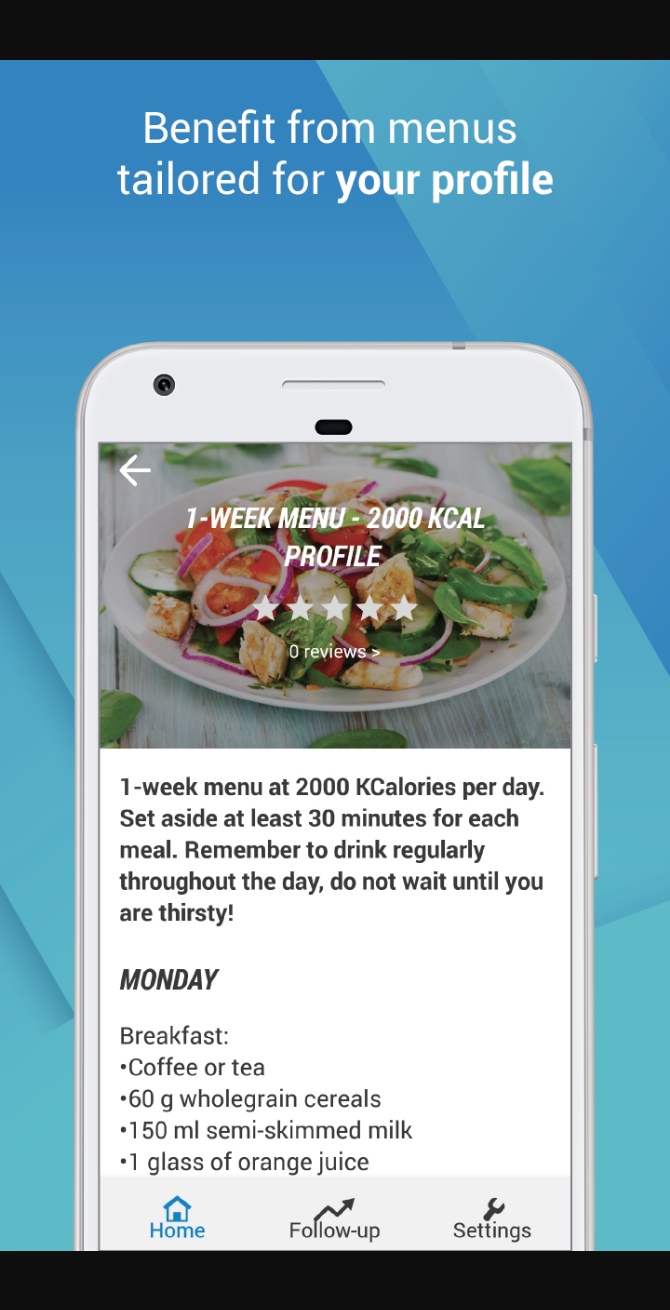 Benefit from menus
tailored for your profile
1-WEEK MENU - 2000 KCAL
PROFILE
0 reviews >
1-week menu at 2000 KCalories per day.
Set aside at least 30 minutes for each
meal. Remember to drink regularly
throughout the day, do not wait until you
are thirsty!
MONDAY
Breakfast:
•Coffee or tea
•60 g wholegrain cereals
•150 ml semi-skimmed milk
•1 glass of orange juice
Home Follow-up Settings